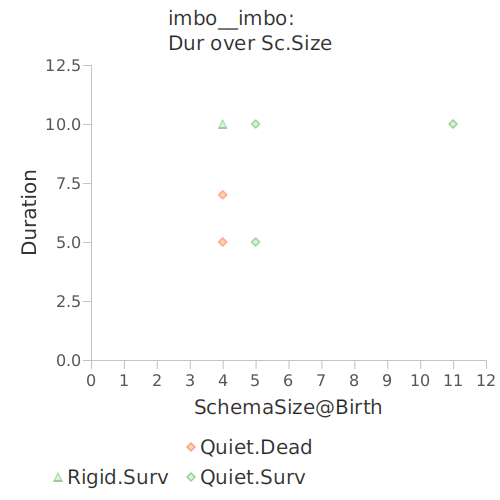 imbo__imbo:
Dur over Sc.Size
12.5
10.0
7.5
5.0
2.5
0.0
Duration
0 1 2 3 4 5 6 7 8 9 10 11 12
SchemaSize@Birth
Quiet.Dead
Rigid.Surv Quiet.Surv